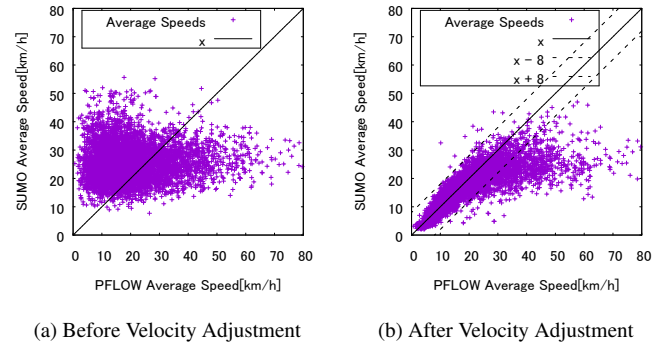 80
70
60
50
40
30
20
10
0
SUMO Average Speed[km/h]
Average Speeds
x
0 10 20 30 40 50 60 70 80
PFLOW Average Speed[km/h]
(a) Before Velocity Adjustment
80
70
60
50
40
30
20
10
0
SUMO Average Speed[km/h]
Average Speeds
x
x − 8
x + 8
0 10 20 30 40 50 60 70 80
PFLOW Average Speed[km/h]
(b) After Velocity Adjustment